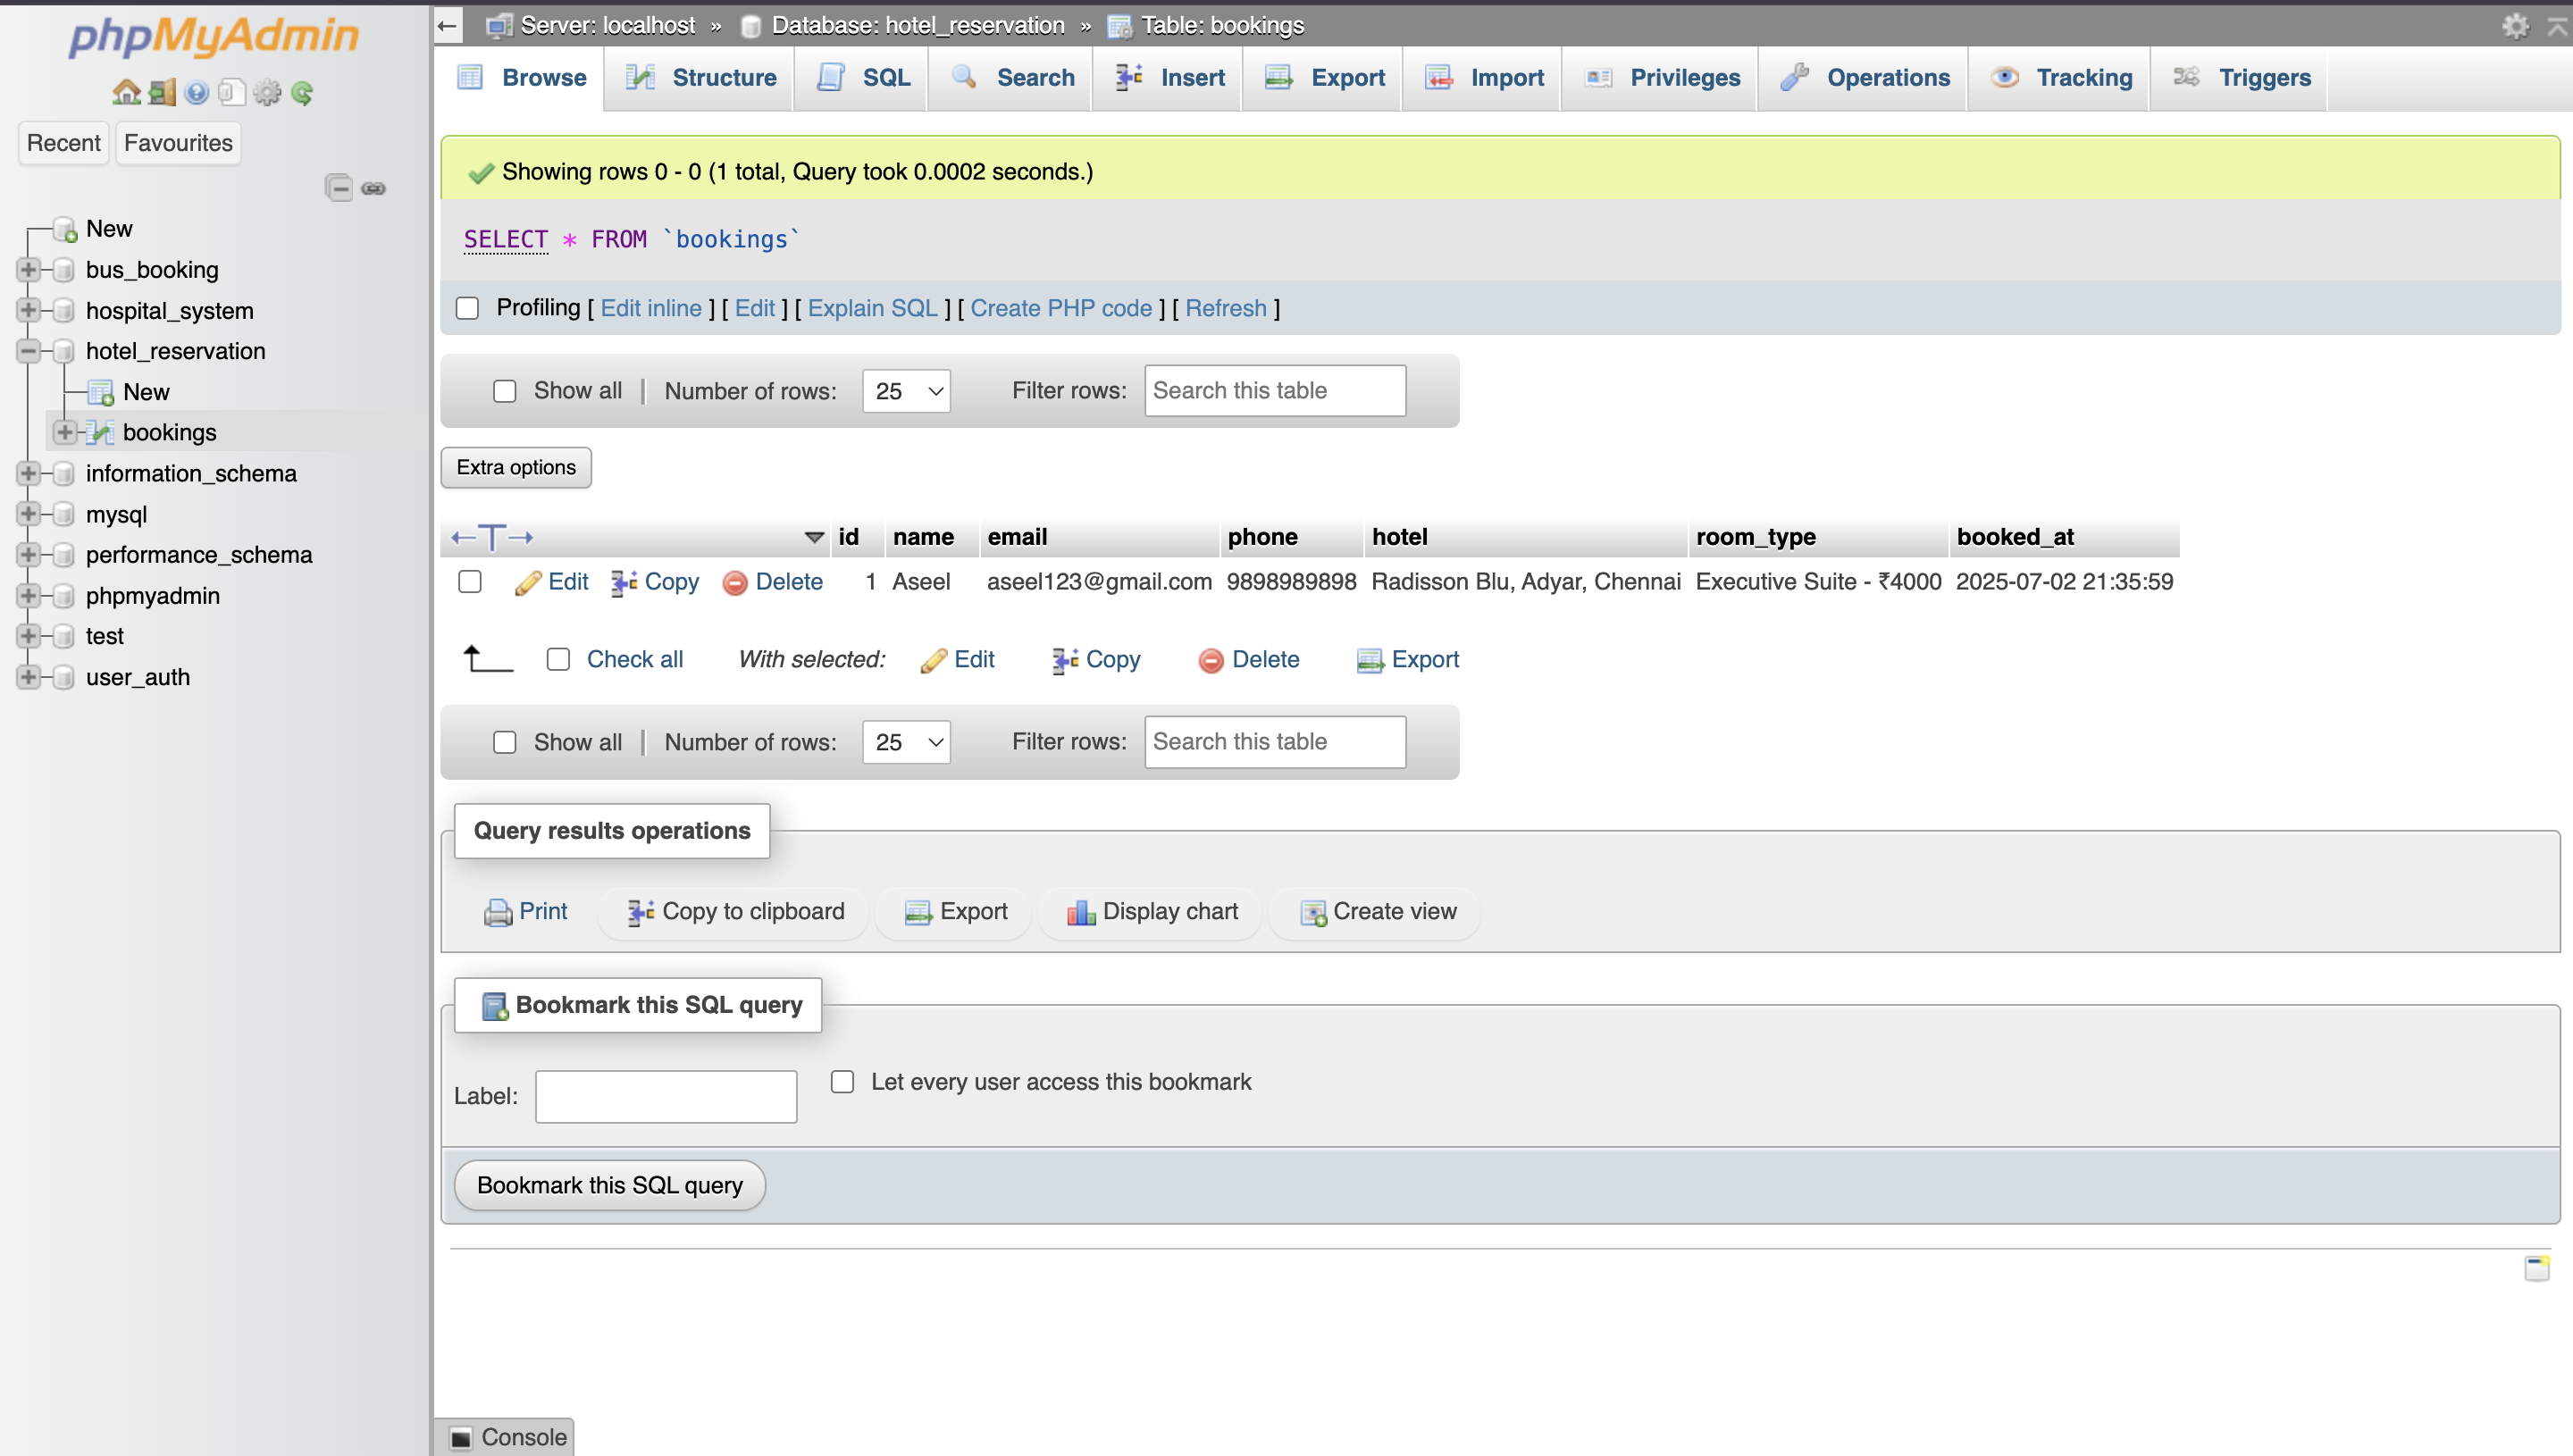 phpMyAdmin
Recent Favourites
New
bus_booking
hospital_system
hotel_reservation
New
bookings
information_schema
mysql
performance_schema
phpmyadmin
test
user_auth
Server: localhost » Database: hotel_reservation » Table: bookings
Browse Structure SQL Search Insert Export Import Privileges Operations Tracking Triggers
Showing rows 0 - 0 (1 total, Query took 0.0002 seconds.)
SELECT * FROM `bookings`
Profiling [ Edit inline ] [ Edit ] [ Explain SQL ] [ Create PHP code ] [ Refresh ]
Show all | Number of rows: 25 Filter rows: Search this table
Extra options
id name email phone hotel room_type booked_at
Edit Copy Delete 1 Aseel aseel123@gmail.com 9898989898 Radisson Blu, Adyar, Chennai Executive Suite - ₹4000 2025-07-02 21:35:59
Check all With selected: Edit Copy Delete Export
Show all | Number of rows: 25 Filter rows: Search this table
Query results operations
Print Copy to clipboard Export Display chart Create view
Bookmark this SQL query
Label: Let every user access this bookmark
Bookmark this SQL query
Console